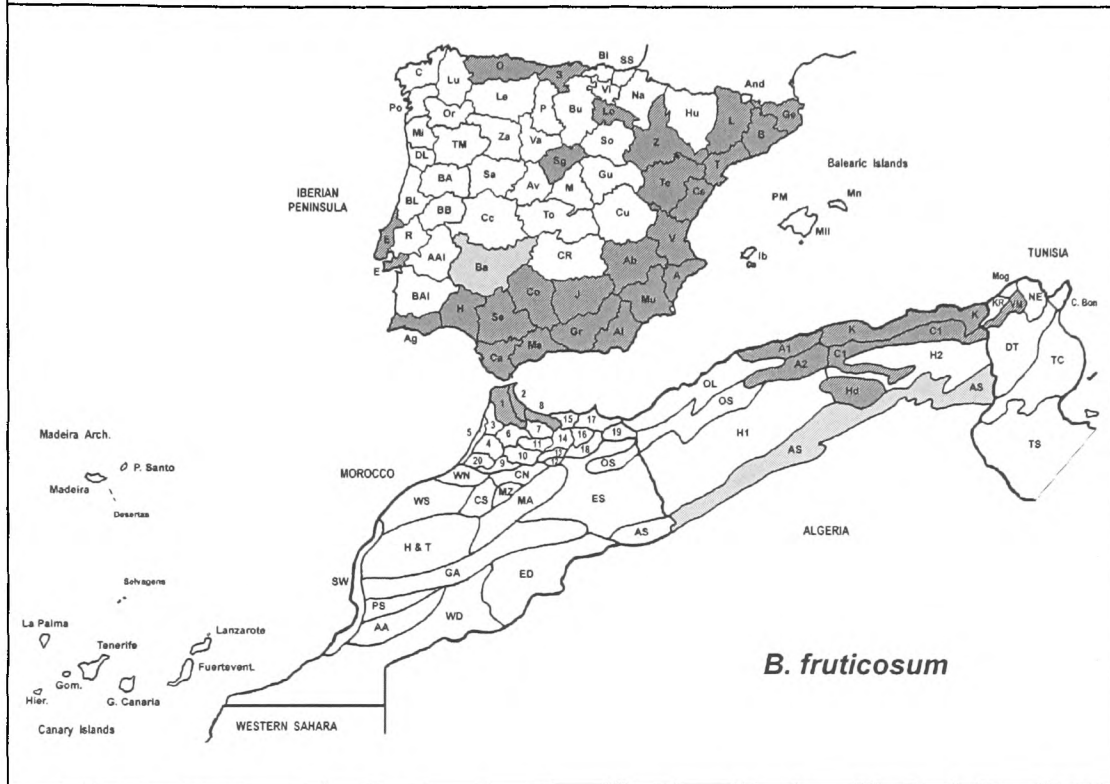 Bi SS
C Lu O S And
Vi Na
Po Le P Bu Lo Hu L Ge
Or B
Mi TM Za Va So Z T
DL Sg
BA Sa Av M Gu Te Cs
BL BB To Cu
Cc
E R V
AAl Ba CR Ab A
E
BAl Co J Mu
H Se Gr Al
Ag Ma
Ca
IBERIAN
PENINSULA
Balearic Islands
PM Mn
Mll
Ib
TUNISIA
Mog
KR VM NE C. Bon
K K
A1 C1
A2 C1 H2 DT TC
OL Hd AS
OS
H1 TS
AS
ALGERIA
1 2 8
3 15 17
5 6 7 16 19
4 11 14
20 9 10 13 18
12 OS
MOROCCO
WN CN
MZ
WS CS MA ES
AS
H & T
GA ED
SW
PS
AA WD
Madeira Arch.
P. Santo
Madeira
Desertas
Selvagens
La Palma
Lanzarote
Tenerife
Fuertevent.
Gom.
Hier. G. Canaria
Canary Islands
WESTERN SAHARA
B. fruticosum